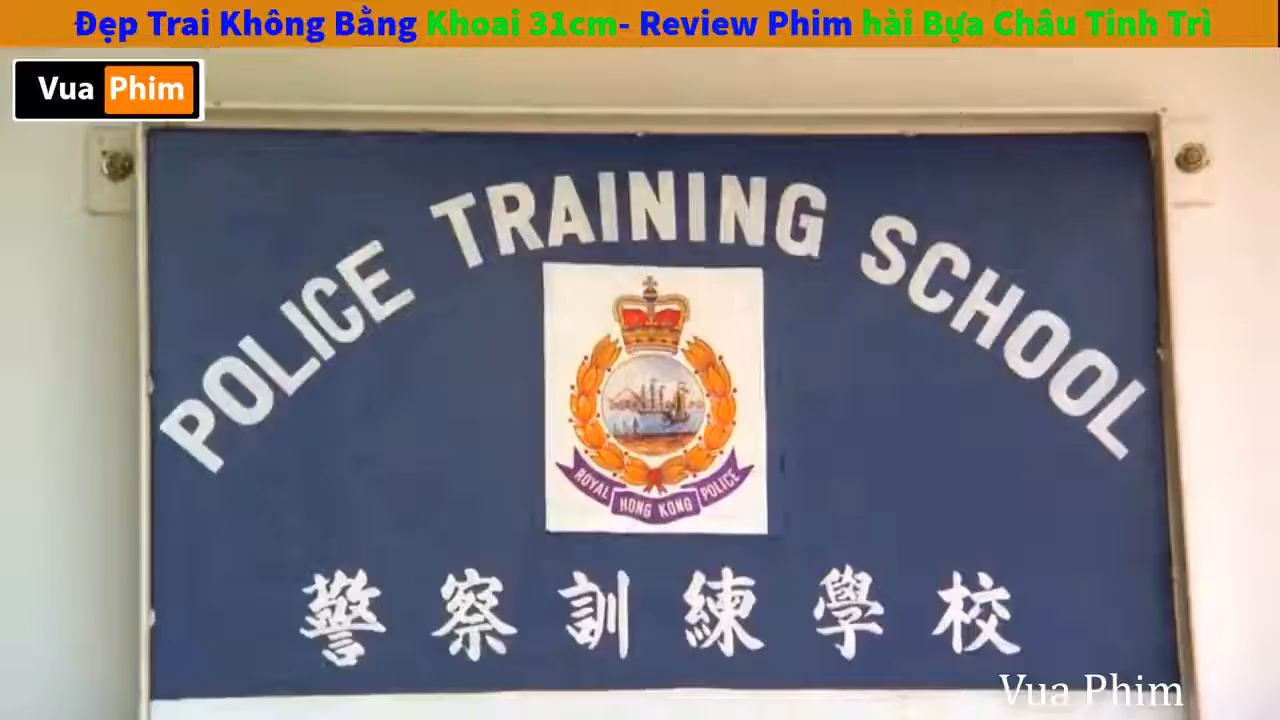 Đẹp Trai Không Bằng Khoai 31cm- Review Phim hài Bựa Châu Tinh Trì
Vua Phim
POLICE TRAINING SCHOOL
ROYAL HONG KONG POLICE
警察訓練學校
Vua Phim